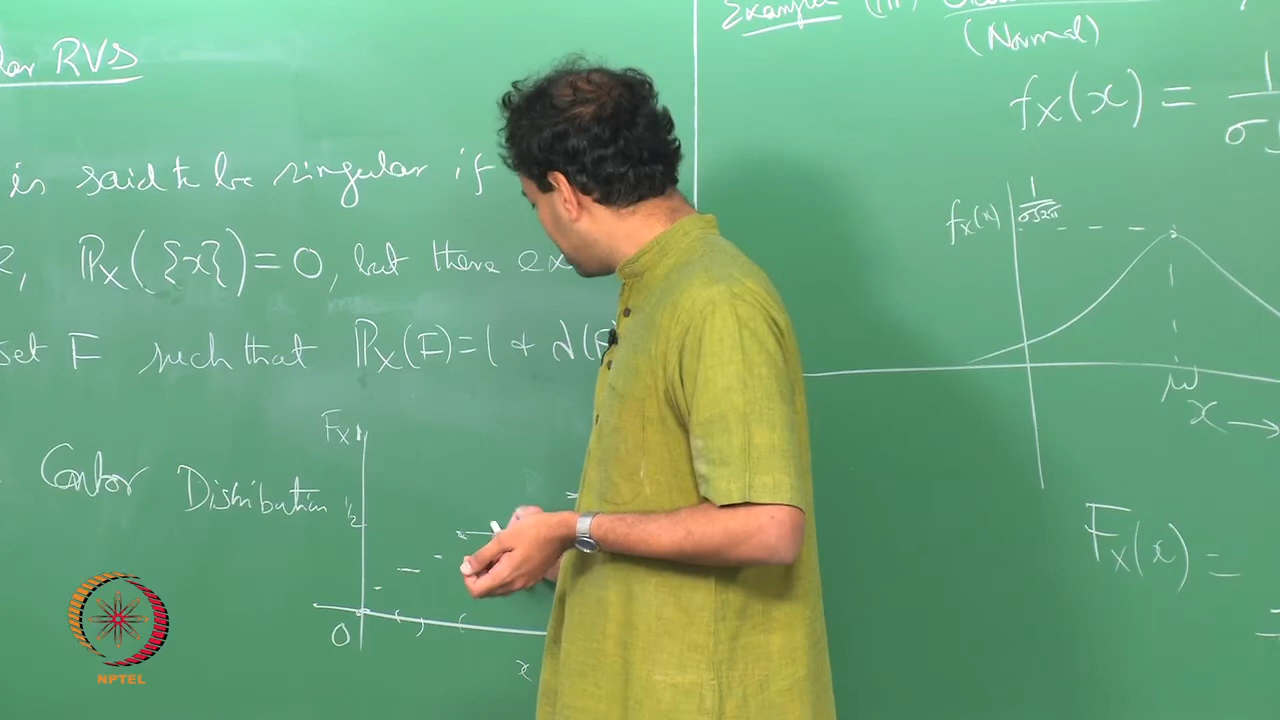 RVS
is said to be singular if
ℙx({x}) = 0, but there ex
set F such that ℙx(F)=1 + λ(F
Cantor Distribution
Fx
1/2
0
x
Example (iii)
(Normal)
fx(x) = 1
σ√
fx(x)
1
σ√2π
μ
x →
Fx(x) =
NPTEL